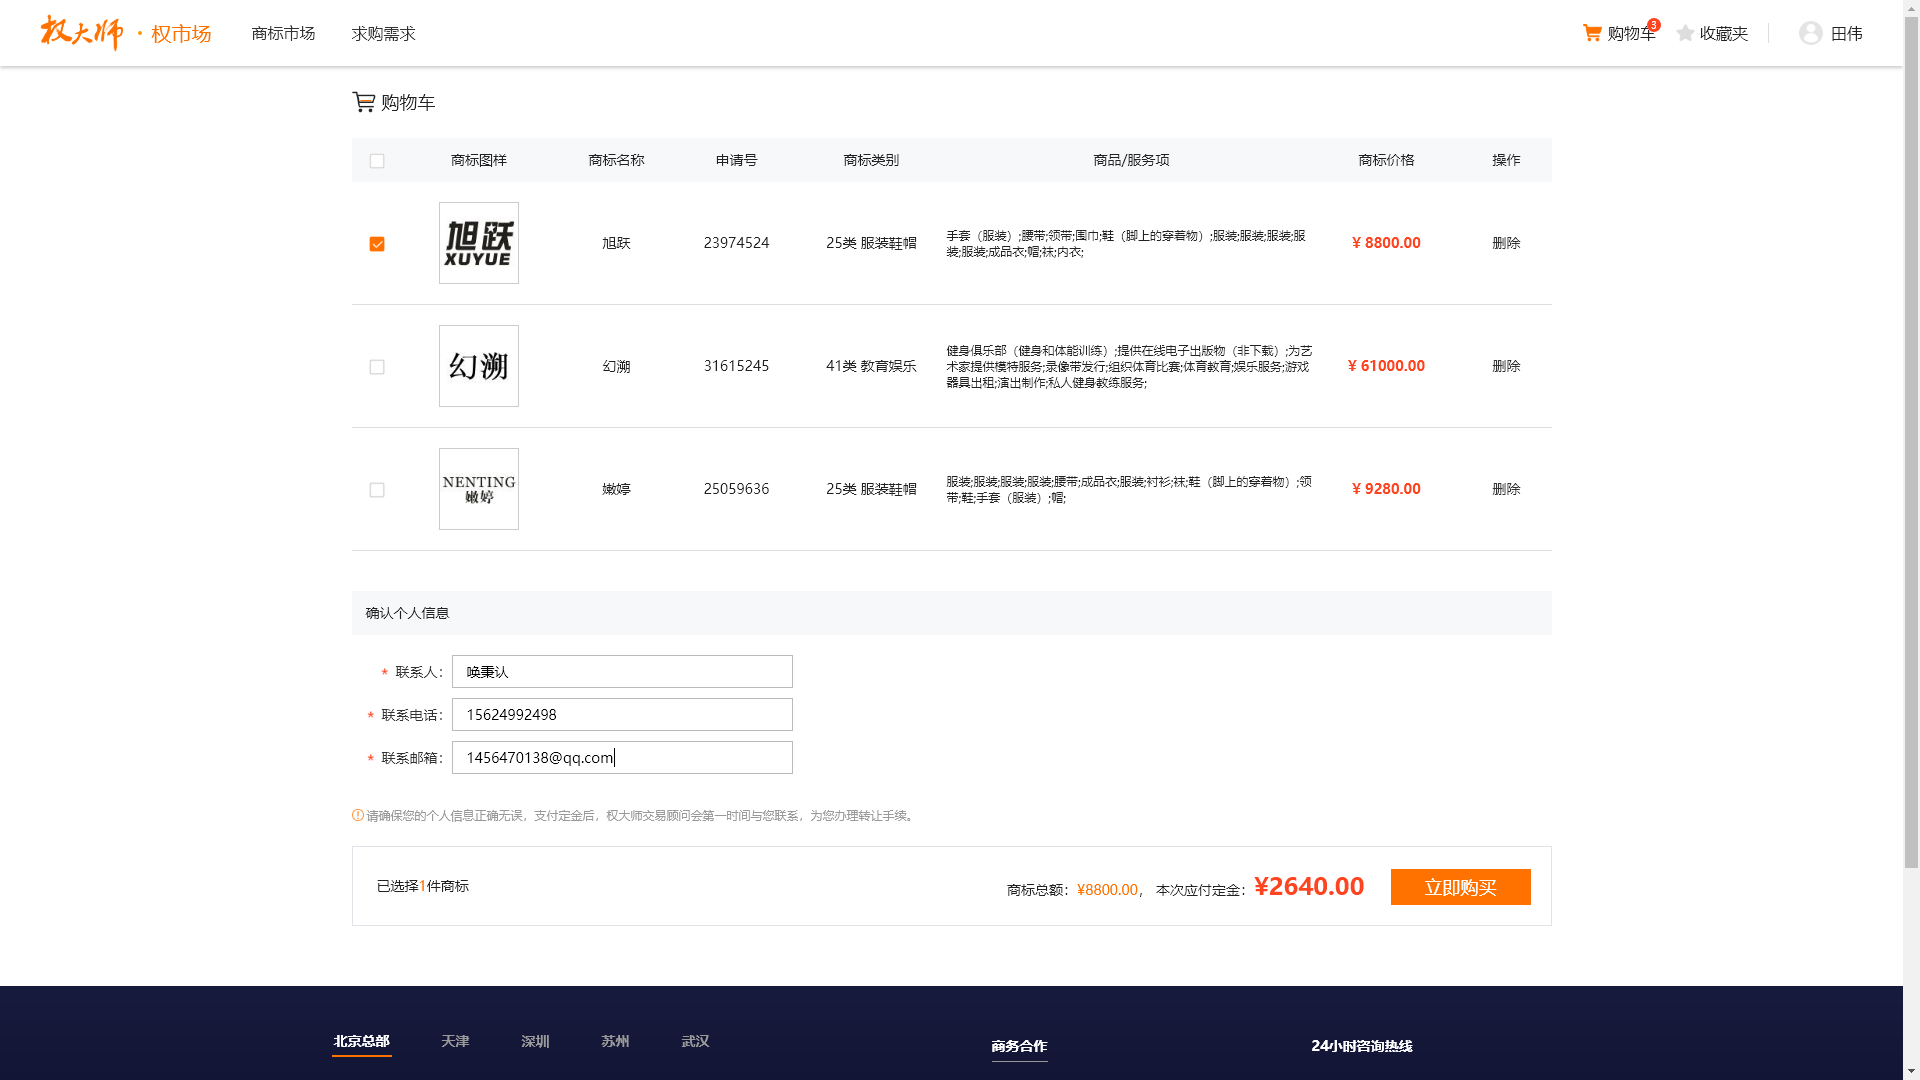 权大师·权市场 商标市场 求购需求 购物车 3 收藏夹 田伟
购物车
商标图样 商标名称 申请号 商标类别 商品/服务项 商标价格 操作
旭跃
XUYUE
旭跃 23974524 25类 服装鞋帽
手套（服装）;腰带;领带;围巾;鞋（脚上的穿着物）;服装;服装;服装;服
装;服装;成品衣;帽;袜;内衣;
¥ 8800.00 删除
幻溯
幻溯 31615245 41类 教育娱乐
健身俱乐部（健身和体能训练）;提供在线电子出版物（非下载）;为艺
术家提供模特服务;录像带发行;组织体育比赛;体育教育;娱乐服务;游戏
器具出租;演出制作;私人健身教练服务;
¥ 61000.00 删除
NENTING
嫩婷
嫩婷 25059636 25类 服装鞋帽
服装;服装;服装;服装;腰带;成品衣;服装;衬衫;袜;鞋（脚上的穿着物）;领
带;鞋;手套（服装）;帽;
¥ 9280.00 删除
确认个人信息
* 联系人： 唤秉认
* 联系电话： 15624992498
* 联系邮箱： 1456470138@qq.com
请确保您的个人信息正确无误，支付定金后，权大师交易顾问会第一时间与您联系，为您办理转让手续。
已选择1件商标 商标总额：¥8800.00， 本次应付定金：¥2640.00 立即购买
北京总部 天津 深圳 苏州 武汉 商务合作 24小时咨询热线